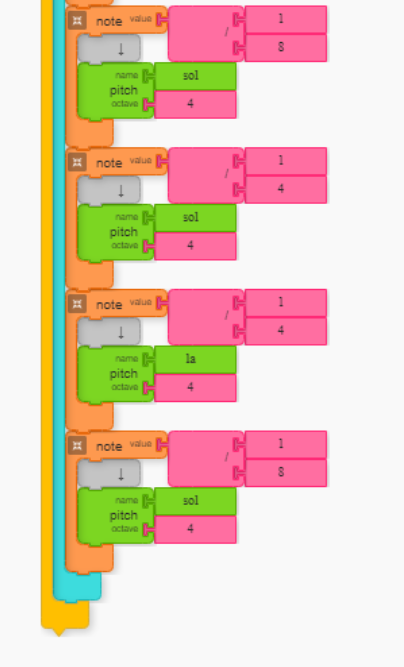 note value / 1
8
↓
name sol
pitch
octave 4
note value / 1
4
↓
name sol
pitch
octave 4
note value / 1
4
↓
name la
pitch
octave 4
note value / 1
8
↓
name sol
pitch
octave 4